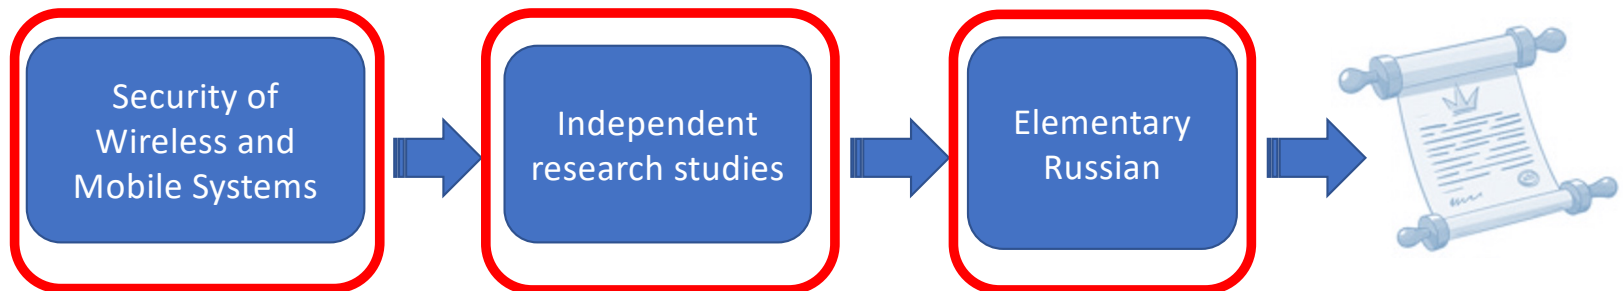 Security of
Wireless and
Mobile Systems
Independent
research studies
Elementary
Russian